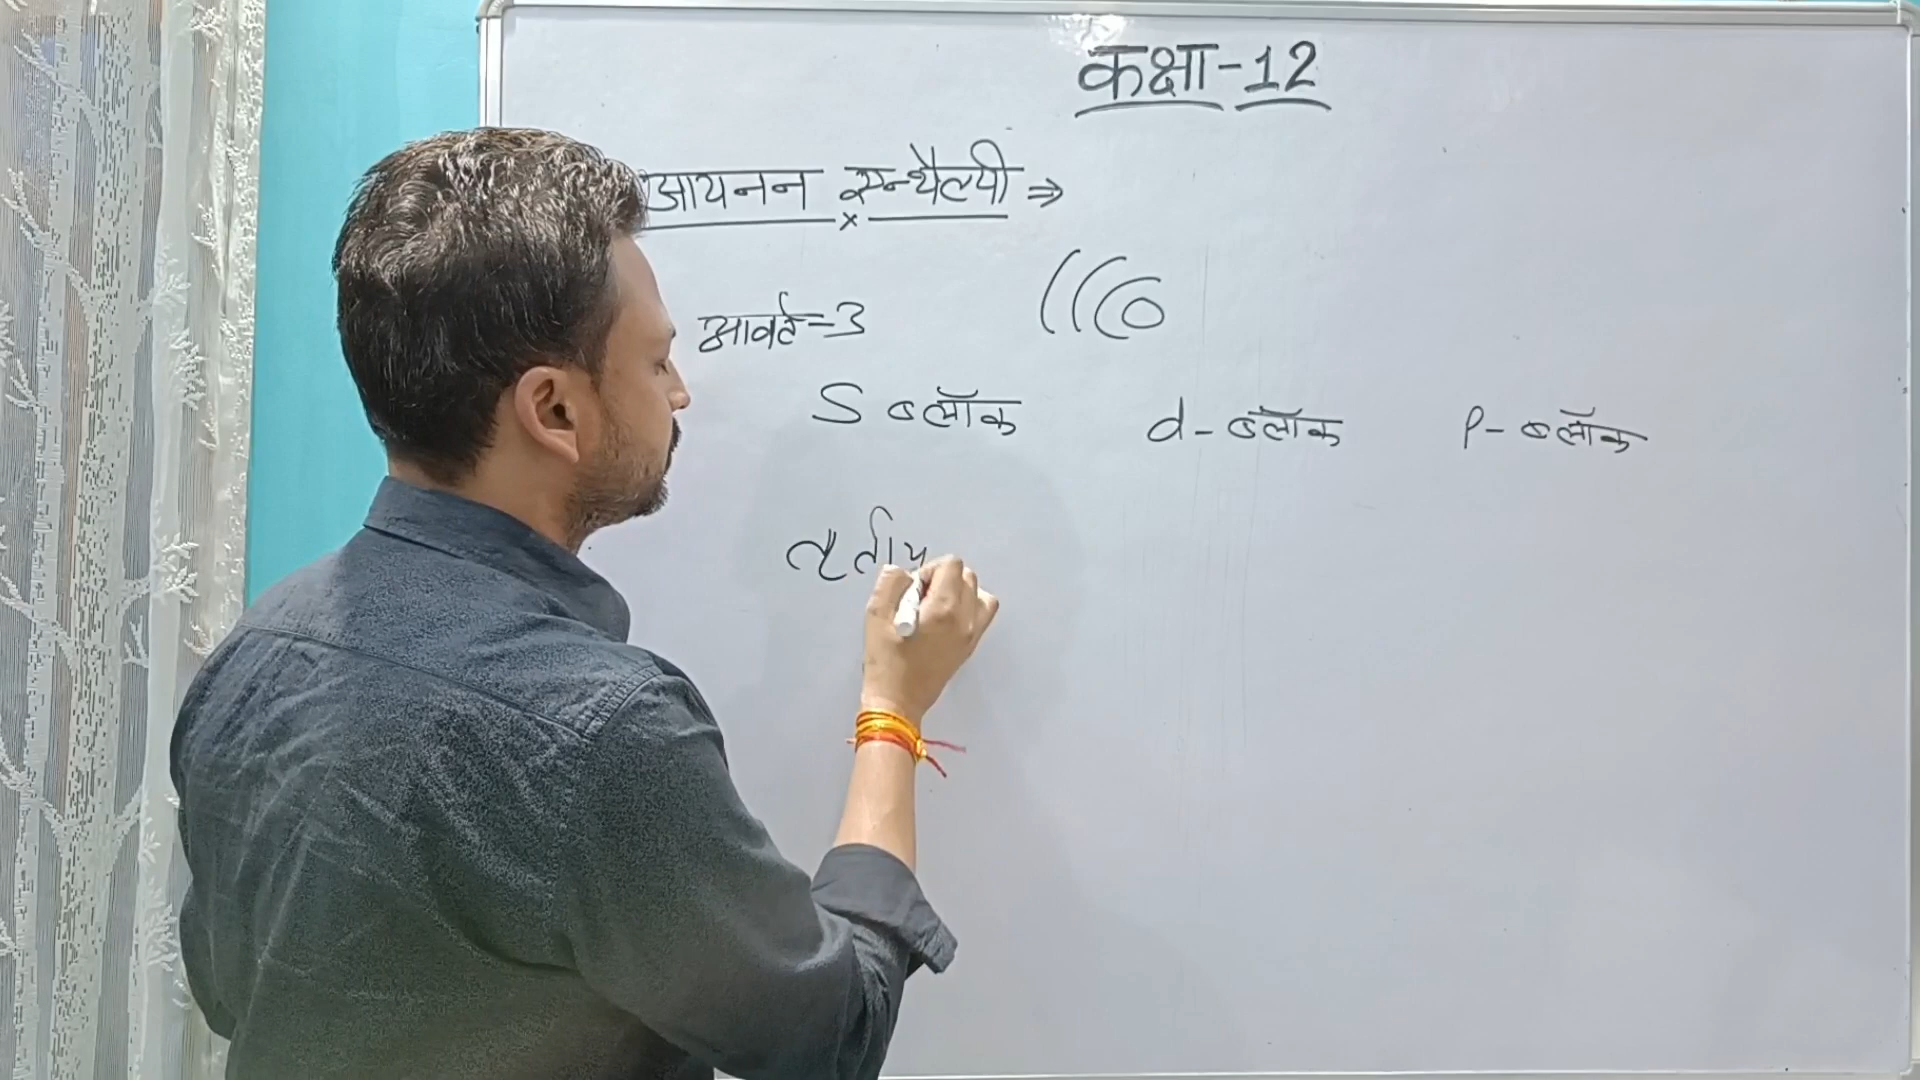 कक्षा-12
आयनन एन्थैल्पी ⇒
आवर्त=3
S ब्लॉक d-ब्लॉक p-ब्लॉक
तृतीय